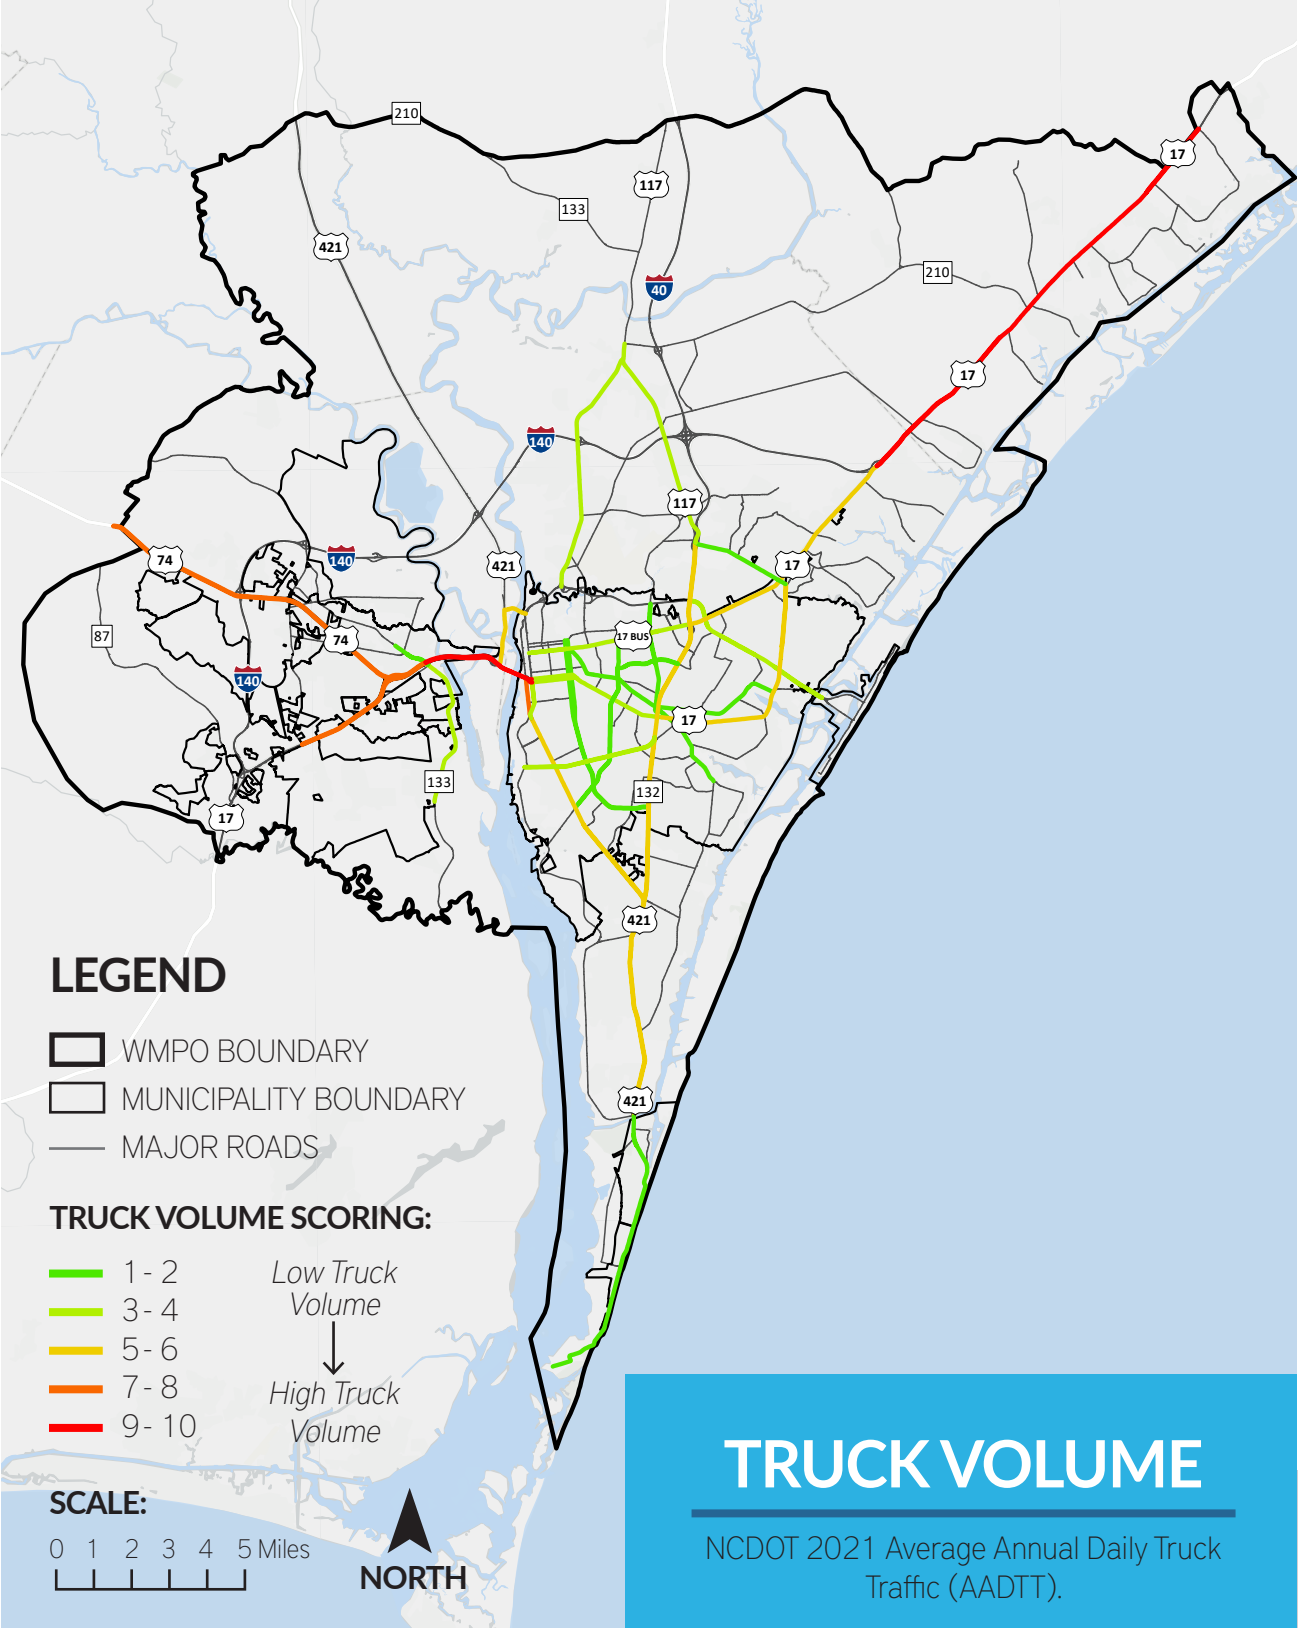 210
17
117
133
421
210
40
17
140
117
74
140
421
17
87
74
17 BUS
140
17
133
132
17
421
421
LEGEND
WMPO BOUNDARY
MUNICIPALITY BOUNDARY
MAJOR ROADS
TRUCK VOLUME SCORING:
1 - 2
3 - 4
5 - 6
7 - 8
9 - 10
Low Truck
Volume
High Truck
Volume
SCALE:
0 1 2 3 4 5 Miles
NORTH
TRUCK VOLUME
NCDOT 2021 Average Annual Daily Truck
Traffic (AADTT).